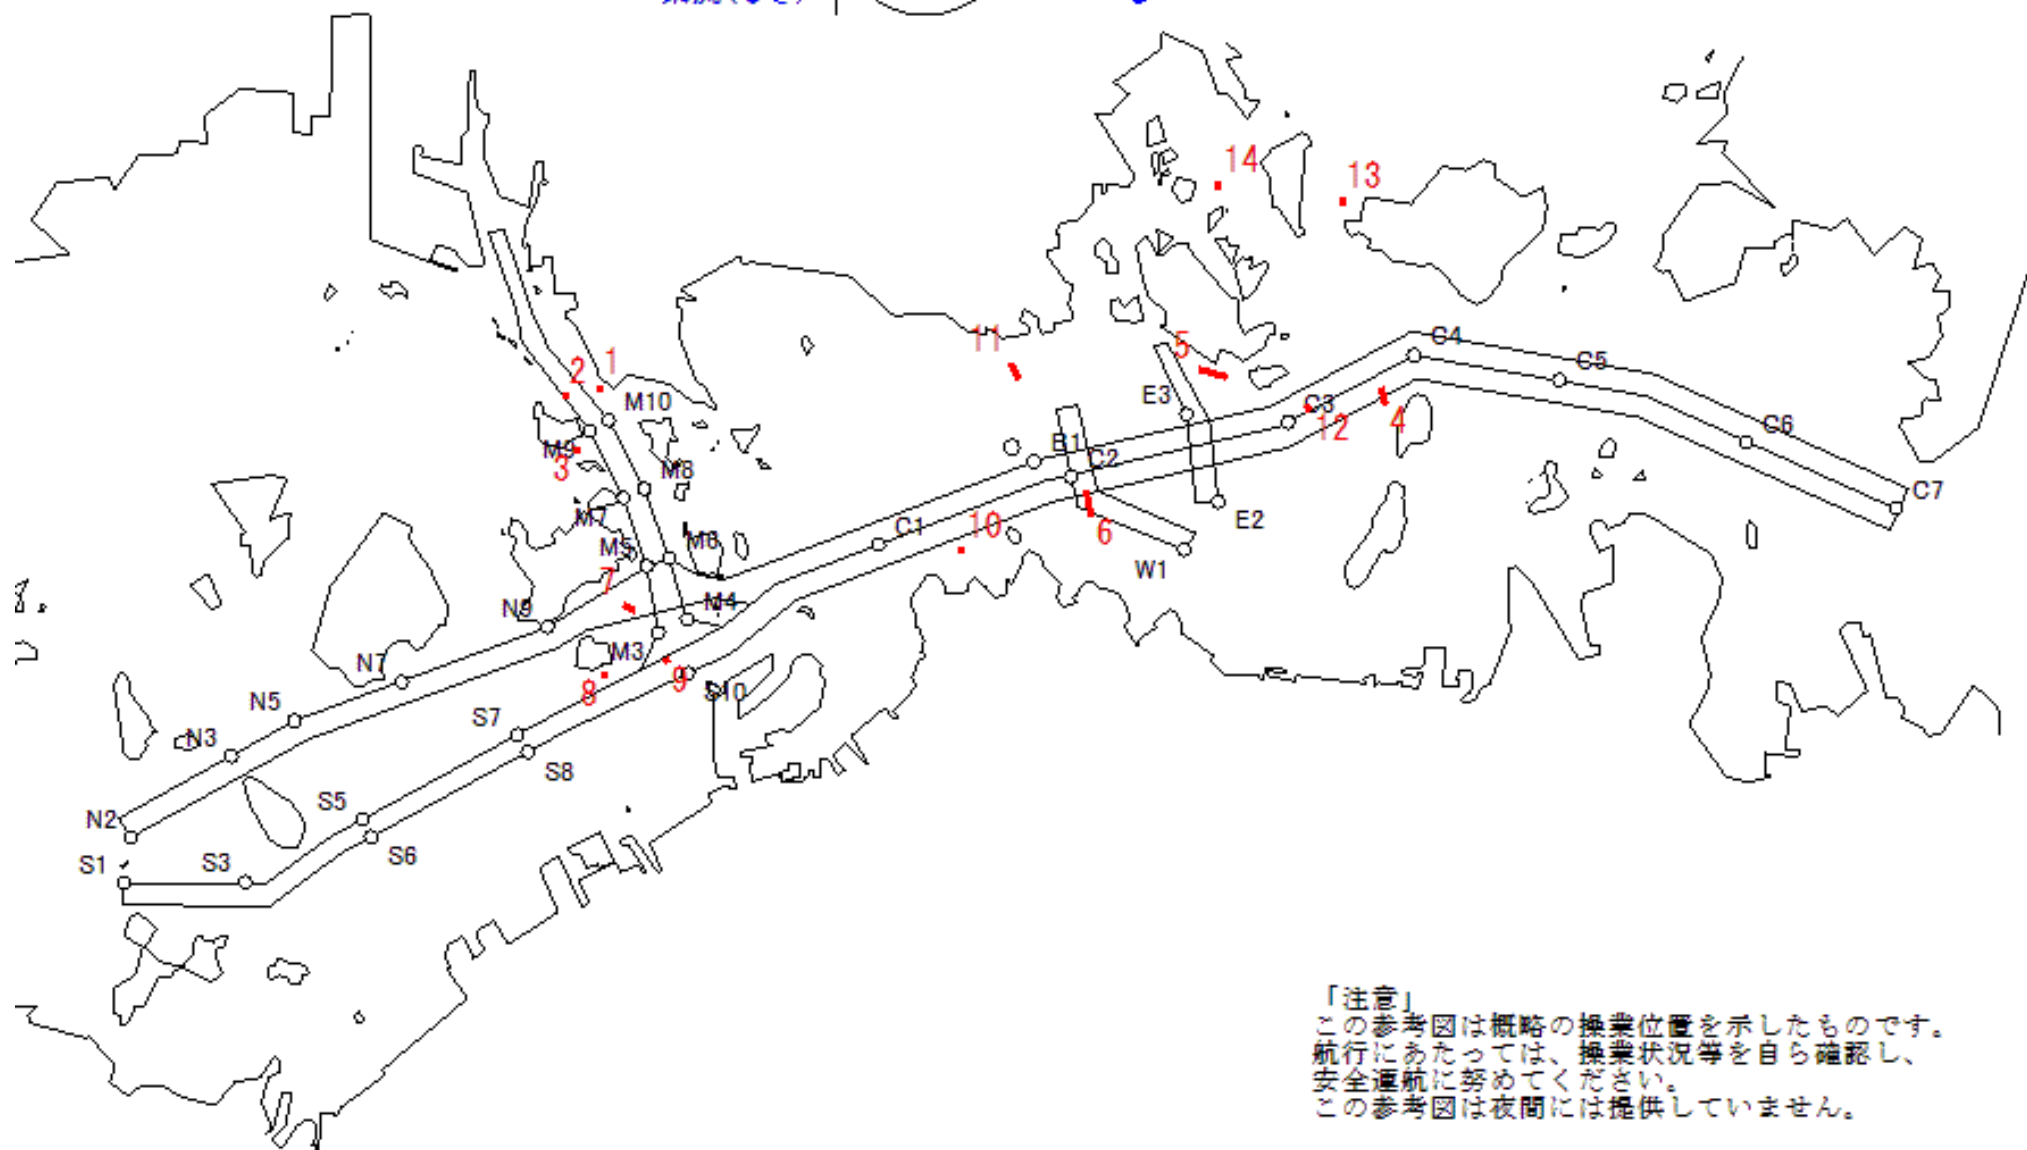 14
13
11
5
C4
C5
1
2
M10
E3
C3
12
4
C6
B1
C2
M9
3
M8
C7
E2
6
M7
C1
10
M5
M6
W1
7
N9
M4
M3
N7
8
9
S10
N5
S7
N3
S8
S5
N2
S6
S1
S3
「注意」
この参考図は概略の操業位置を示したものです。
航行にあたっては、操業状況等を自ら確認し、
安全運航に努めてください。
この参考図は夜間には提供していません。